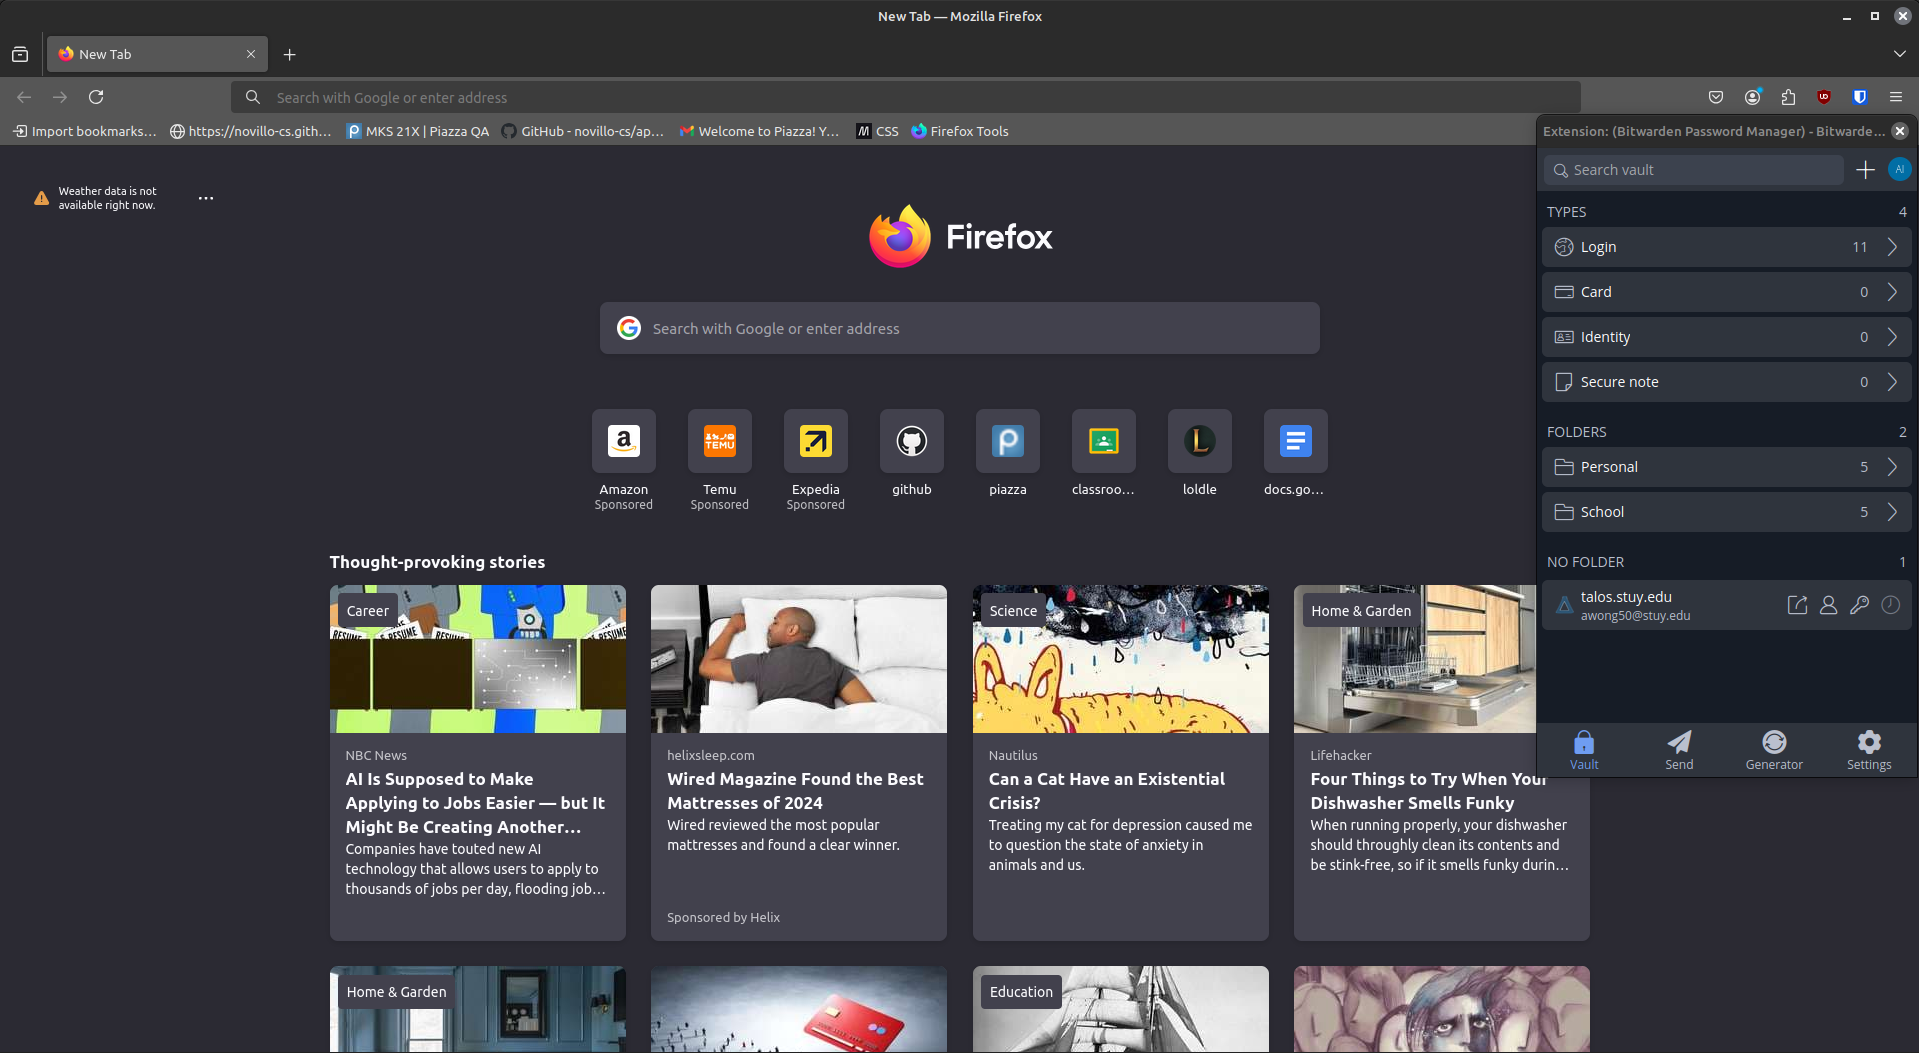 New Tab — Mozilla Firefox
New Tab
Search with Google or enter address
Import bookmarks...
https://novillo-cs.gith...
MKS 21X | Piazza QA
GitHub - novillo-cs/ap...
Welcome to Piazza! Y...
CSS
Firefox Tools
Weather data is not
available right now.
Firefox
Search with Google or enter address
Amazon
Sponsored
TEMU
Temu
Sponsored
Expedia
Sponsored
github
piazza
classroo...
loldle
docs.go...
Thought-provoking stories
Career
RESUME
RESUME
RESUME
NBC News
AI Is Supposed to Make
Applying to Jobs Easier — but It
Might Be Creating Another...
Companies have touted new AI
technology that allows users to apply to
thousands of jobs per day, flooding job...
helixsleep.com
Wired Magazine Found the Best
Mattresses of 2024
Wired reviewed the most popular
mattresses and found a clear winner.
Sponsored by Helix
Science
Nautilus
Can a Cat Have an Existential
Crisis?
Treating my cat for depression caused me
to question the state of anxiety in
animals and us.
Home & Garden
Lifehacker
Four Things to Try When Your
Dishwasher Smells Funky
When running properly, your dishwasher
should throughly clean its contents and
be stink-free, so if it smells funky durin...
Home & Garden
Education
Extension: (Bitwarden Password Manager) - Bitwarde...
Search vault
AI
TYPES 4
Login 11
Card 0
Identity 0
Secure note 0
FOLDERS 2
Personal 5
School 5
NO FOLDER 1
talos.stuy.edu
awong50@stuy.edu
Vault
Send
Generator
Settings